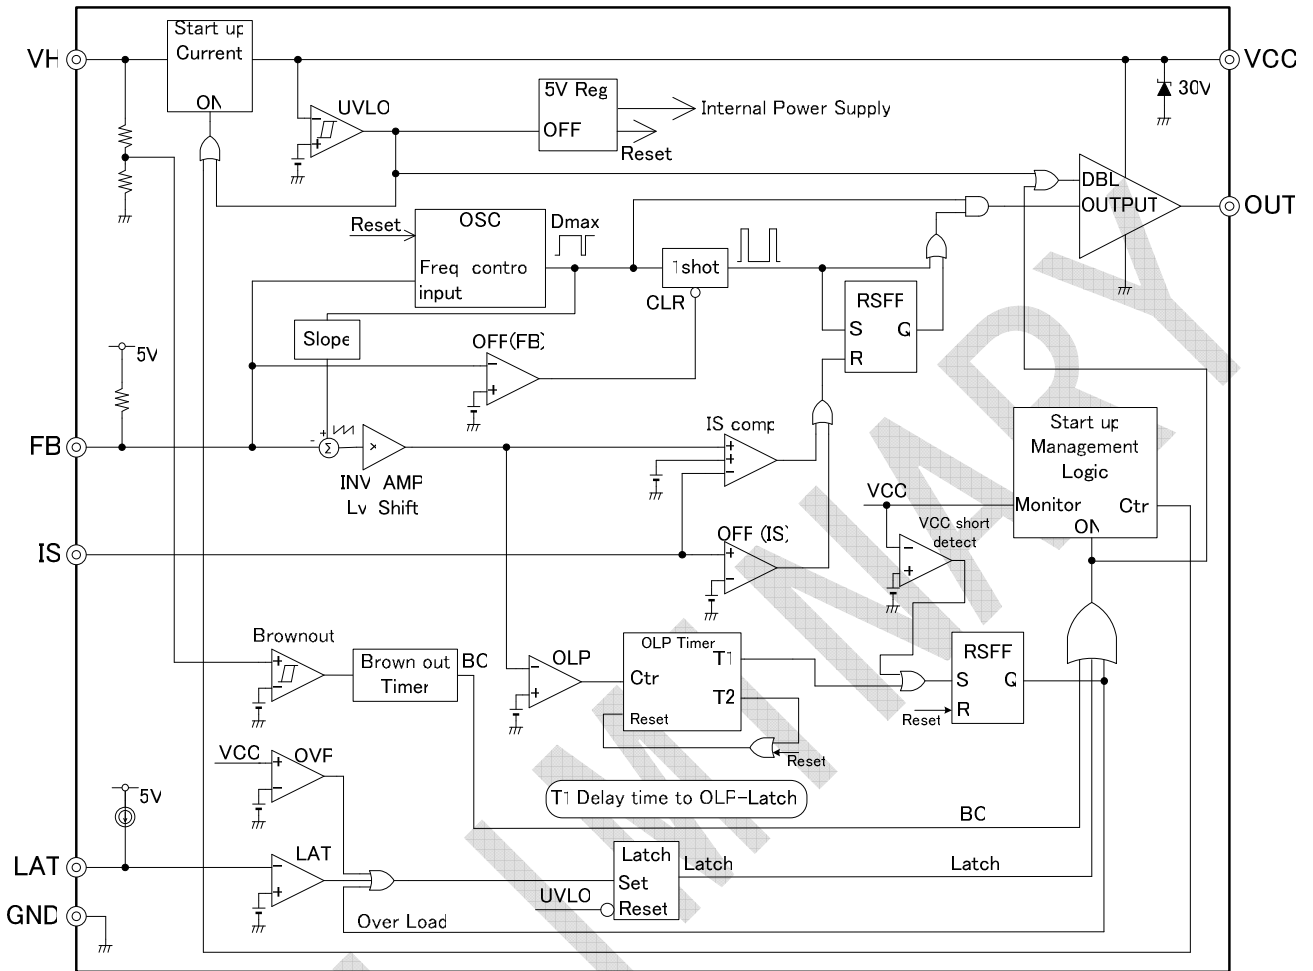 Start up
Current
ON
VH
VCC
30V
UVLO
5V Reg
OFF
Internal Power Supply
Reset
DBL
OUTPUT
OUT
OSC
Reset
Freq contro
input
Dmax
1shot
CLR
RSFF
S
Q
R
Slope
OFF(FB)
5V
FB
Σ
INV AMP
Lv Shift
IS comp
Start up
Management
Logic
Monitor
Ctr
ON
VCC
VCC short
detect
IS
OFF (IS)
Brownout
Brown out
Timer
BO
OLP
OLP Timer
T1
Ctr
T2
Reset
Reset
RSFF
S
Q
R
Reset
VCC
OVP
T1 Delay time to OLP-Latch
BO
5V
LAT
LAT
Latch
Set
Reset
Latch
Latch
UVLO
GND
Over Load
IMINARY